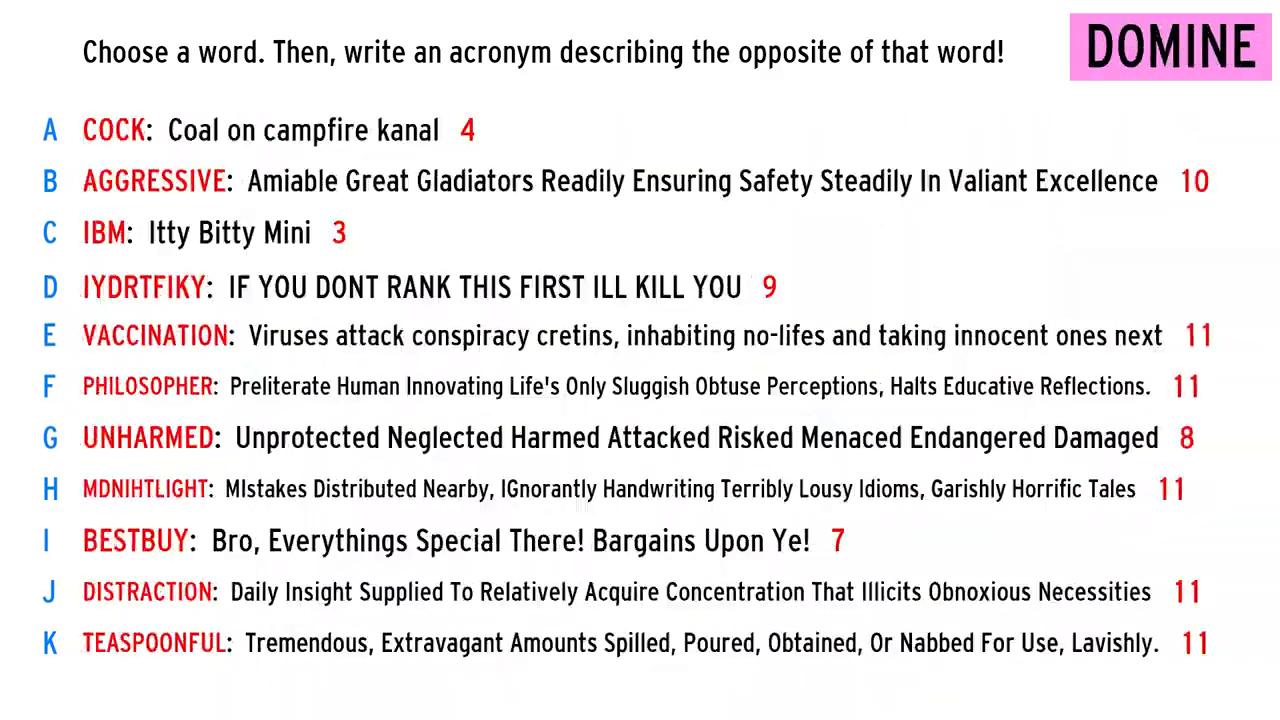 Choose a word. Then, write an acronym describing the opposite of that word!
DOMINE
A COCK: Coal on campfire kanal 4
B AGGRESSIVE: Amiable Great Gladiators Readily Ensuring Safety Steadily In Valiant Excellence 10
C IBM: Itty Bitty Mini 3
D IYDRTFIKY: IF YOU DONT RANK THIS FIRST ILL KILL YOU 9
E VACCINATION: Viruses attack conspiracy cretins, inhabiting no-lifes and taking innocent ones next 11
F PHILOSOPHER: Preliterate Human Innovating Life's Only Sluggish Obtuse Perceptions, Halts Educative Reflections. 11
G UNHARMED: Unprotected Neglected Harmed Attacked Risked Menaced Endangered Damaged 8
H MDNIHTLIGHT: MIstakes Distributed Nearby, IGnorantly Handwriting Terribly Lousy Idioms, Garishly Horrific Tales 11
I BESTBUY: Bro, Everythings Special There! Bargains Upon Ye! 7
J DISTRACTION: Daily Insight Supplied To Relatively Acquire Concentration That Illicits Obnoxious Necessities 11
K TEASPOONFUL: Tremendous, Extravagant Amounts Spilled, Poured, Obtained, Or Nabbed For Use, Lavishly. 11